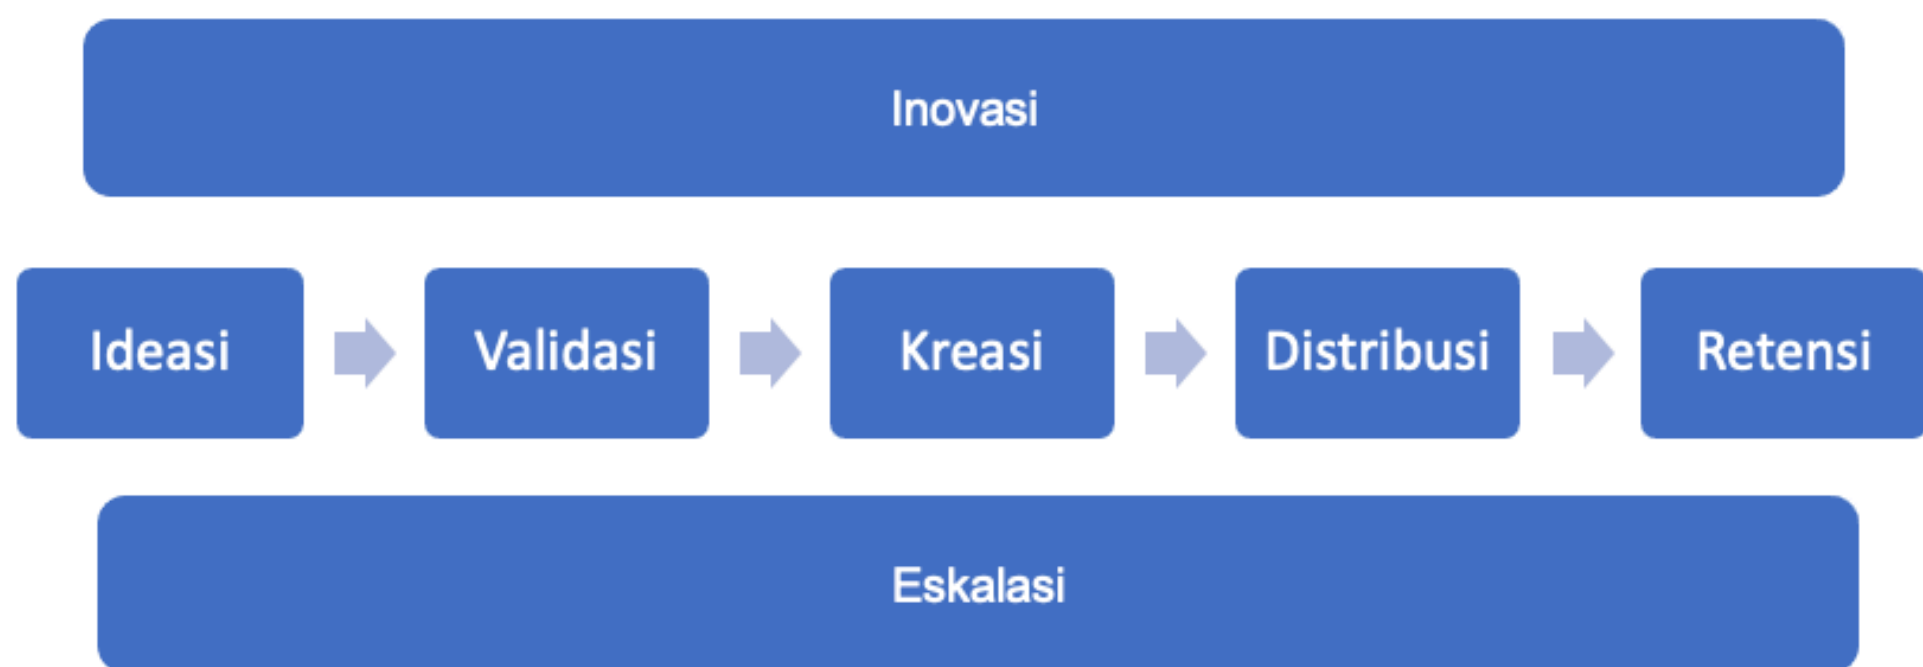 Inovasi
Ideasi
Validasi
Kreasi
Distribusi
Retensi
Eskalasi